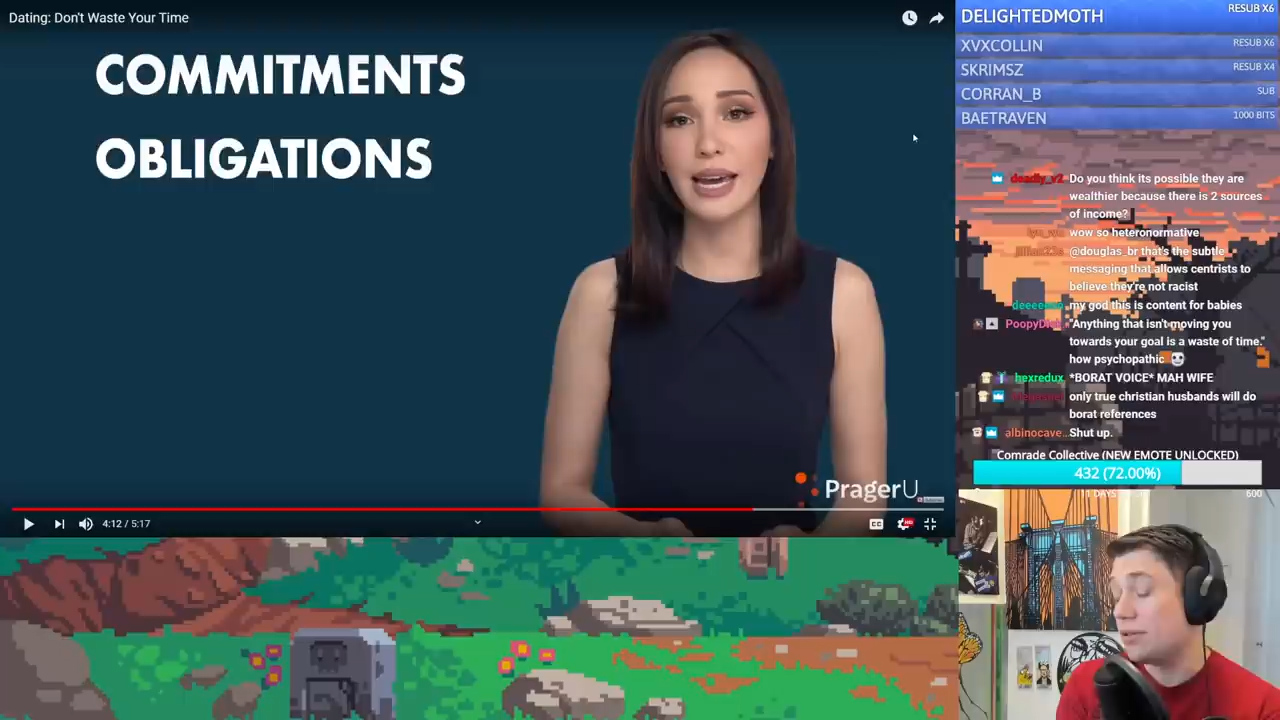 Dating: Don't Waste Your Time
COMMITMENTS
OBLIGATIONS
PragerU
4:12 / 5:17
CC
HD
DELIGHTEDMOTH
RESUB X6
XVXCOLLIN
RESUB X6
SKRIMSZ
RESUB X4
CORRAN_B
SUB
BAETRAVEN
1000 BITS
deadly_v2 Do you think its possible they are
wealthier because there is 2 sources
of income?
wow so heteronormative
@douglas_br that's the subtle
messaging that allows centrists to
believe they're not racist
my god this is content for babies
"Anything that isn't moving you
towards your goal is a waste of time."
how psychopathic
hexredux *BORAT VOICE* MAH WIFE
only true christian husbands will do
borat references
albinocave.. Shut up.
Comrade Collective (NEW EMOTE UNLOCKED)
432 (72.00%)
600